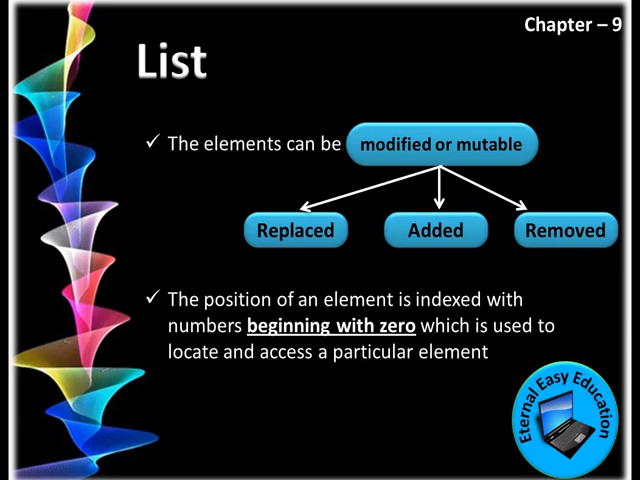 Chapter – 9
List
✓ The elements can be modified or mutable
Replaced Added Removed
✓ The position of an element is indexed with
numbers beginning with zero which is used to
locate and access a particular element
Eternal Easy Education